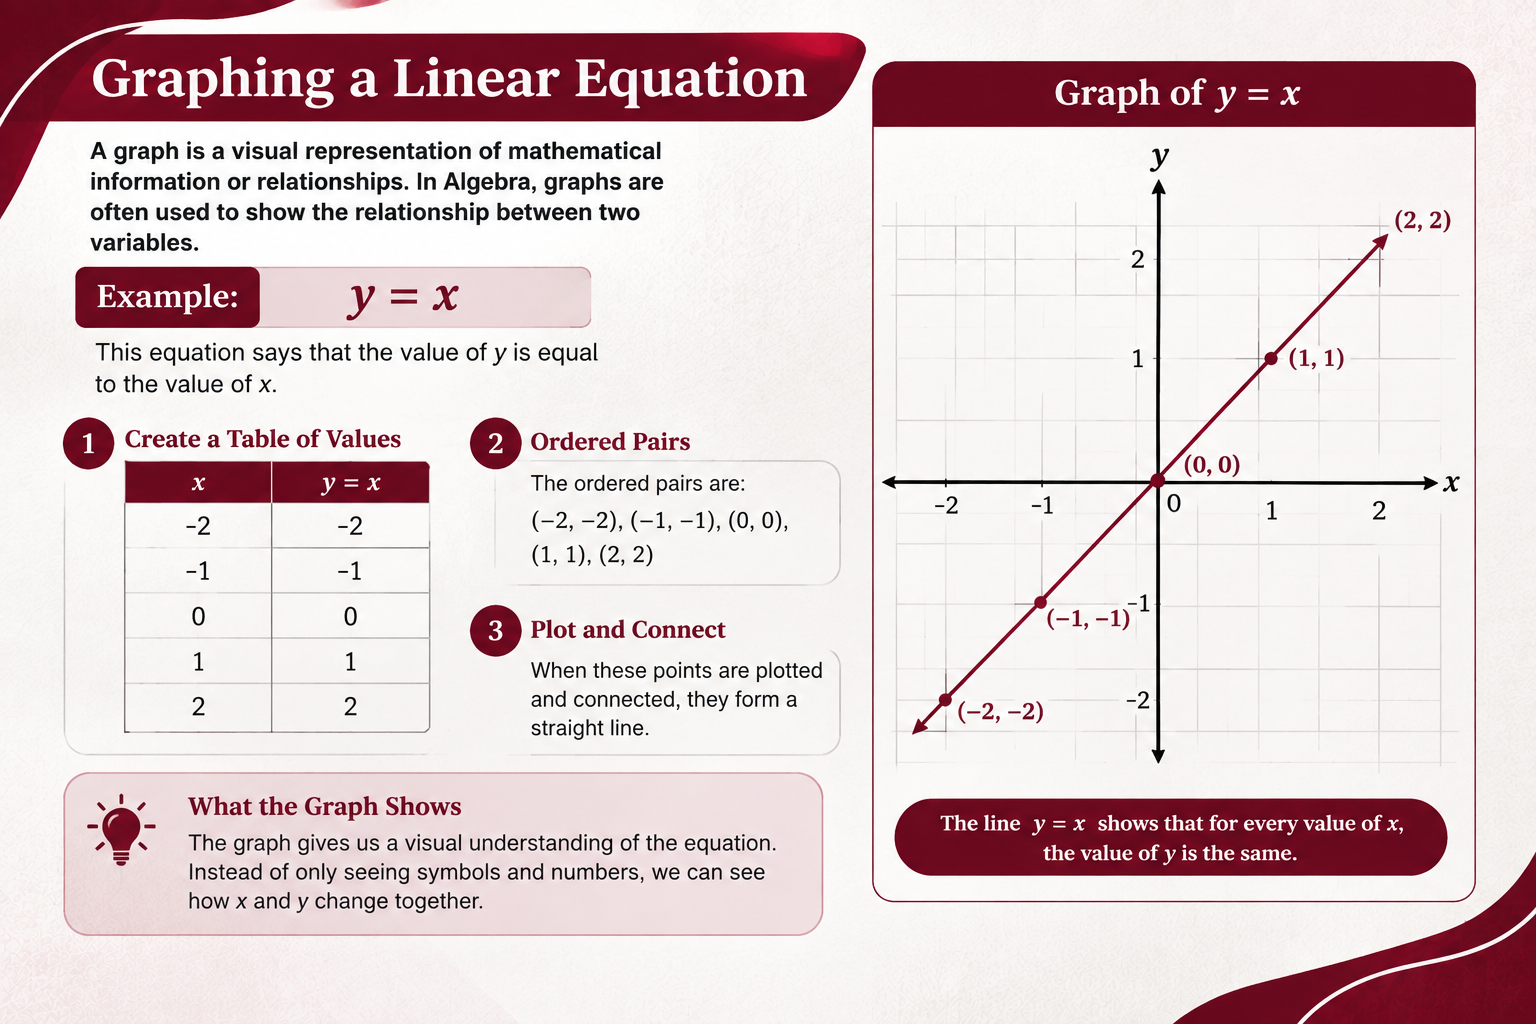 Graphing a Linear Equation
A graph is a visual representation of mathematical
information or relationships. In Algebra, graphs are
often used to show the relationship between two
variables.
Example: y = x
This equation says that the value of y is equal
to the value of x.
1 Create a Table of Values
x y = x
–2 –2
–1 –1
0 0
1 1
2 2
2 Ordered Pairs
The ordered pairs are:
(−2, −2), (−1, −1), (0, 0),
(1, 1), (2, 2)
3 Plot and Connect
When these points are plotted
and connected, they form a
straight line.
What the Graph Shows
The graph gives us a visual understanding of the equation.
Instead of only seeing symbols and numbers, we can see
how x and y change together.
Graph of y = x
y
(2, 2)
2
1 (1, 1)
(0, 0)
x
–2 –1 0 1 2
(−1, −1) –1
(−2, −2) –2
The line y = x shows that for every value of x,
the value of y is the same.